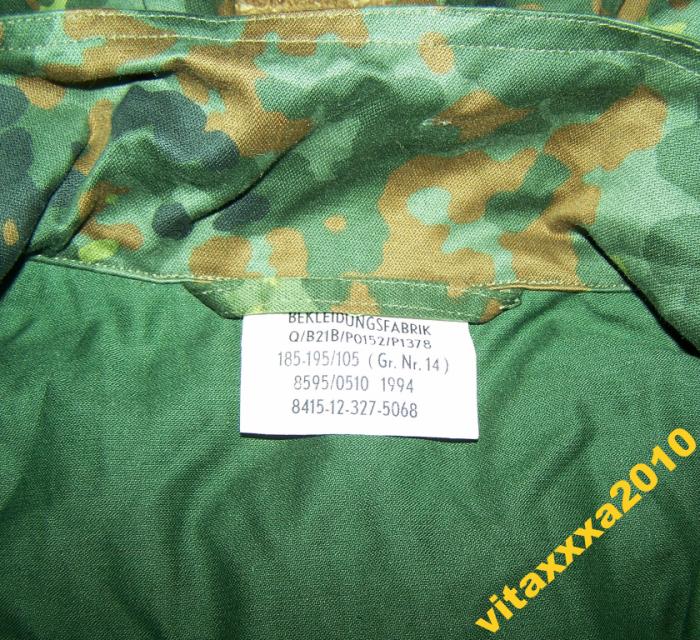 BEKLEIDUNGSFABRIK
Q/B21B/P0152/P1378
185-195/105 (Gr. Nr. 14)
8595/0510 1994
8415-12-327-5068
vitaxxxa2010